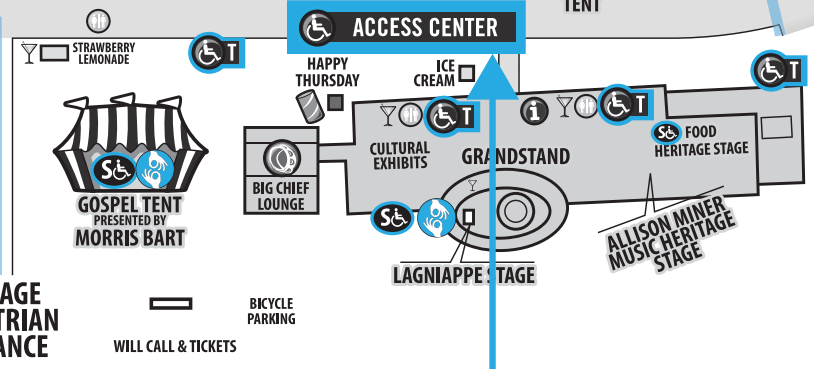 TENT
ACCESS CENTER
STRAWBERRY
LEMONADE
T
HAPPY
THURSDAY
ICE
CREAM
T
T
i
T
CULTURAL
EXHIBITS
GRANDSTAND
S
FOOD
HERITAGE STAGE
S
GOSPEL TENT
PRESENTED BY
MORRIS BART
BIG CHIEF
LOUNGE
S
ALLISON MINER
MUSIC HERITAGE
STAGE
LAGNIAPPE STAGE
AGE
TRIAN
ANCE
BICYCLE
PARKING
WILL CALL & TICKETS